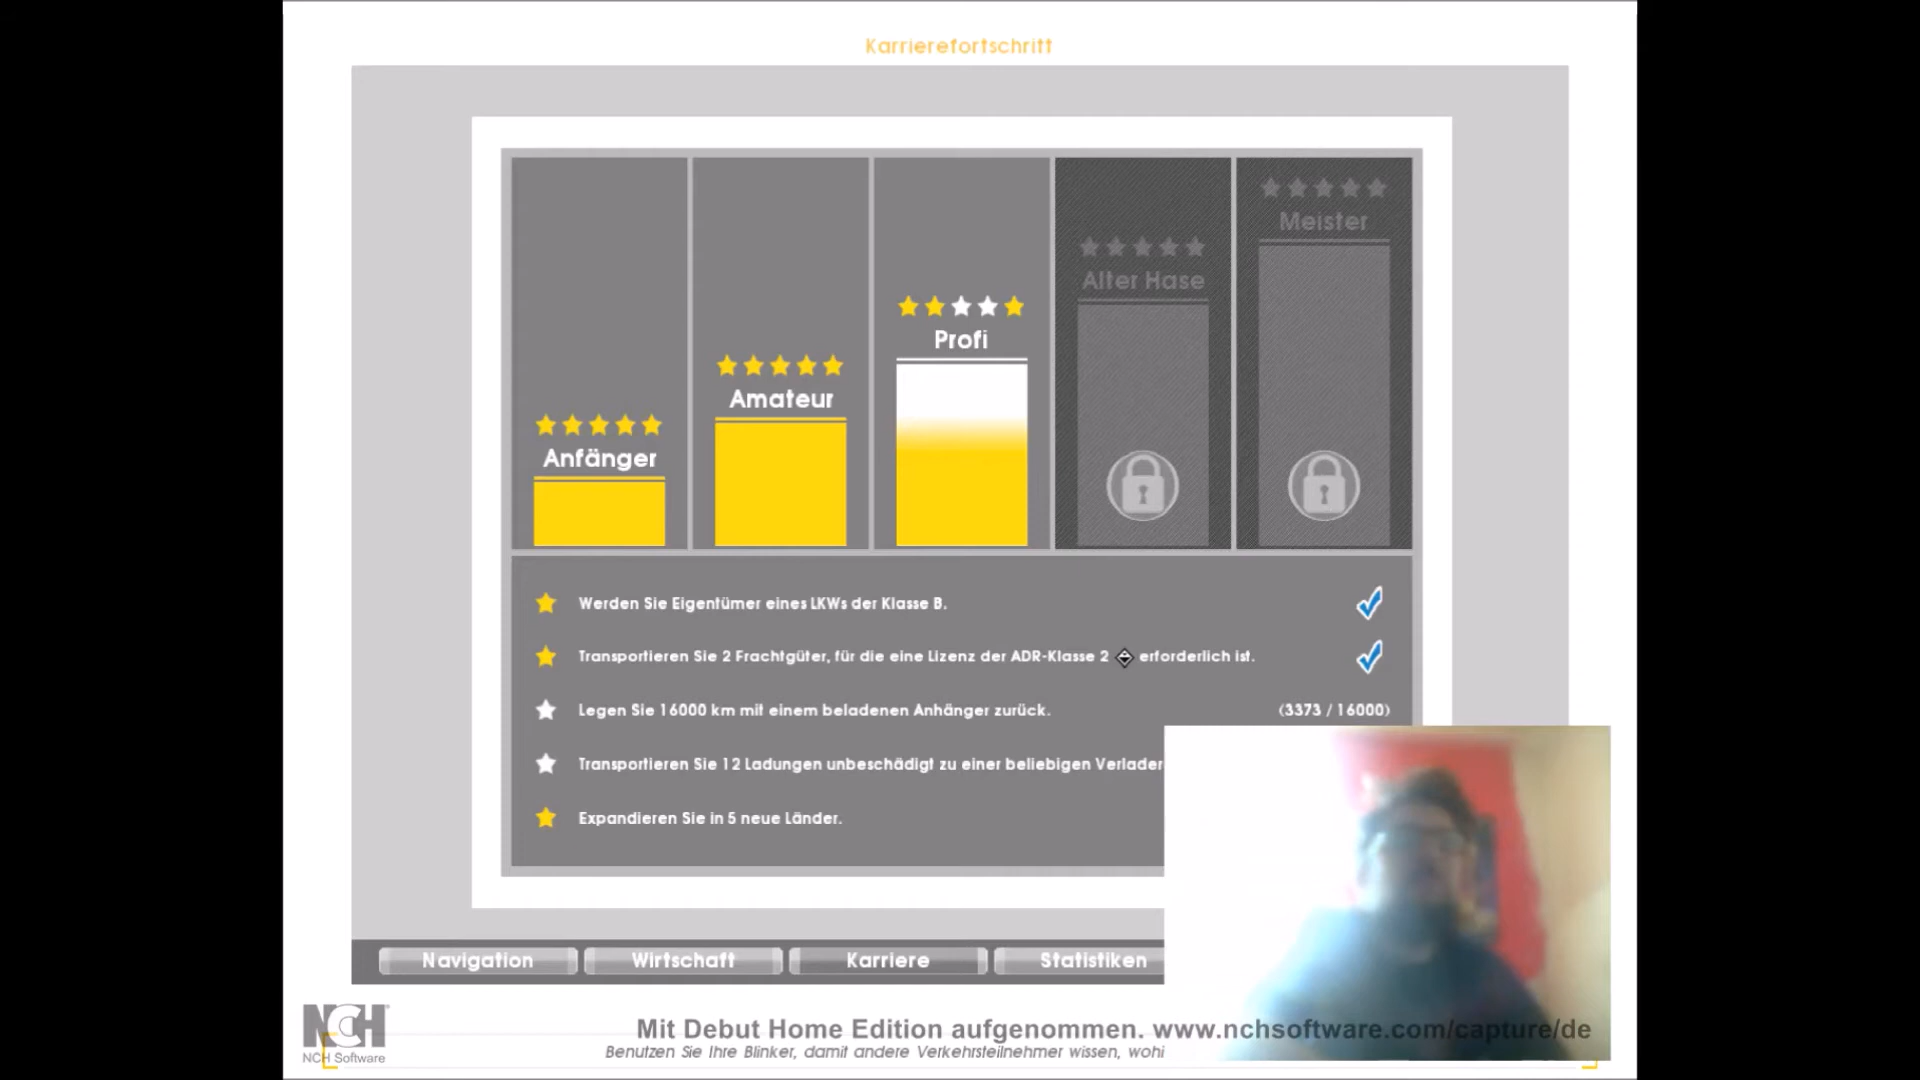 Karrierefortschritt
Meister
Alter Hase
Profi
Amateur
Anfänger
Werden Sie Eigentümer eines LKWs der Klasse B.
Transportieren Sie 2 Frachtgüter, für die eine Lizenz der ADR-Klasse 2 erforderlich ist.
Legen Sie 16000 km mit einem beladenen Anhänger zurück. (3373 / 16000)
Transportieren Sie 12 Ladungen unbeschädigt zu einer beliebigen Verlader
Expandieren Sie in 5 neue Länder.
Navigation Wirtschaft Karriere Statistiken
NCH
NCH Software
Mit Debut Home Edition aufgenommen. www.nchsoftware.com/capture/de
Benutzen Sie Ihre Blinker, damit andere Verkehrsteilnehmer wissen, wohi